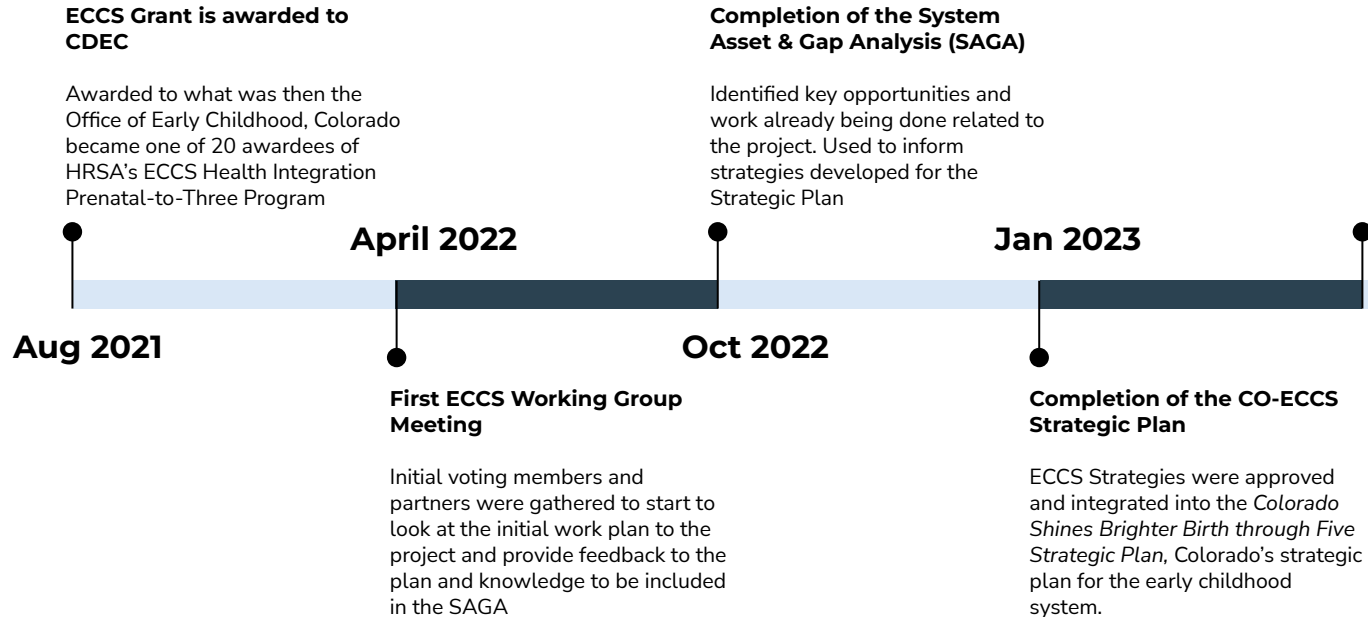 ECCS Grant is awarded to
CDEC
Awarded to what was then the
Office of Early Childhood, Colorado
became one of 20 awardees of
HRSA's ECCS Health Integration
Prenatal-to-Three Program
Aug 2021
April 2022
First ECCS Working Group
Meeting
Initial voting members and
partners were gathered to start to
look at the initial work plan to the
project and provide feedback to the
plan and knowledge to be included
in the SAGA
Completion of the System
Asset & Gap Analysis (SAGA)
Identified key opportunities and
work already being done related to
the project. Used to inform
strategies developed for the
Strategic Plan
Oct 2022
Jan 2023
Completion of the CO-ECCS
Strategic Plan
ECCS Strategies were approved
and integrated into the Colorado
Shines Brighter Birth through Five
Strategic Plan, Colorado's strategic
plan for the early childhood
system.